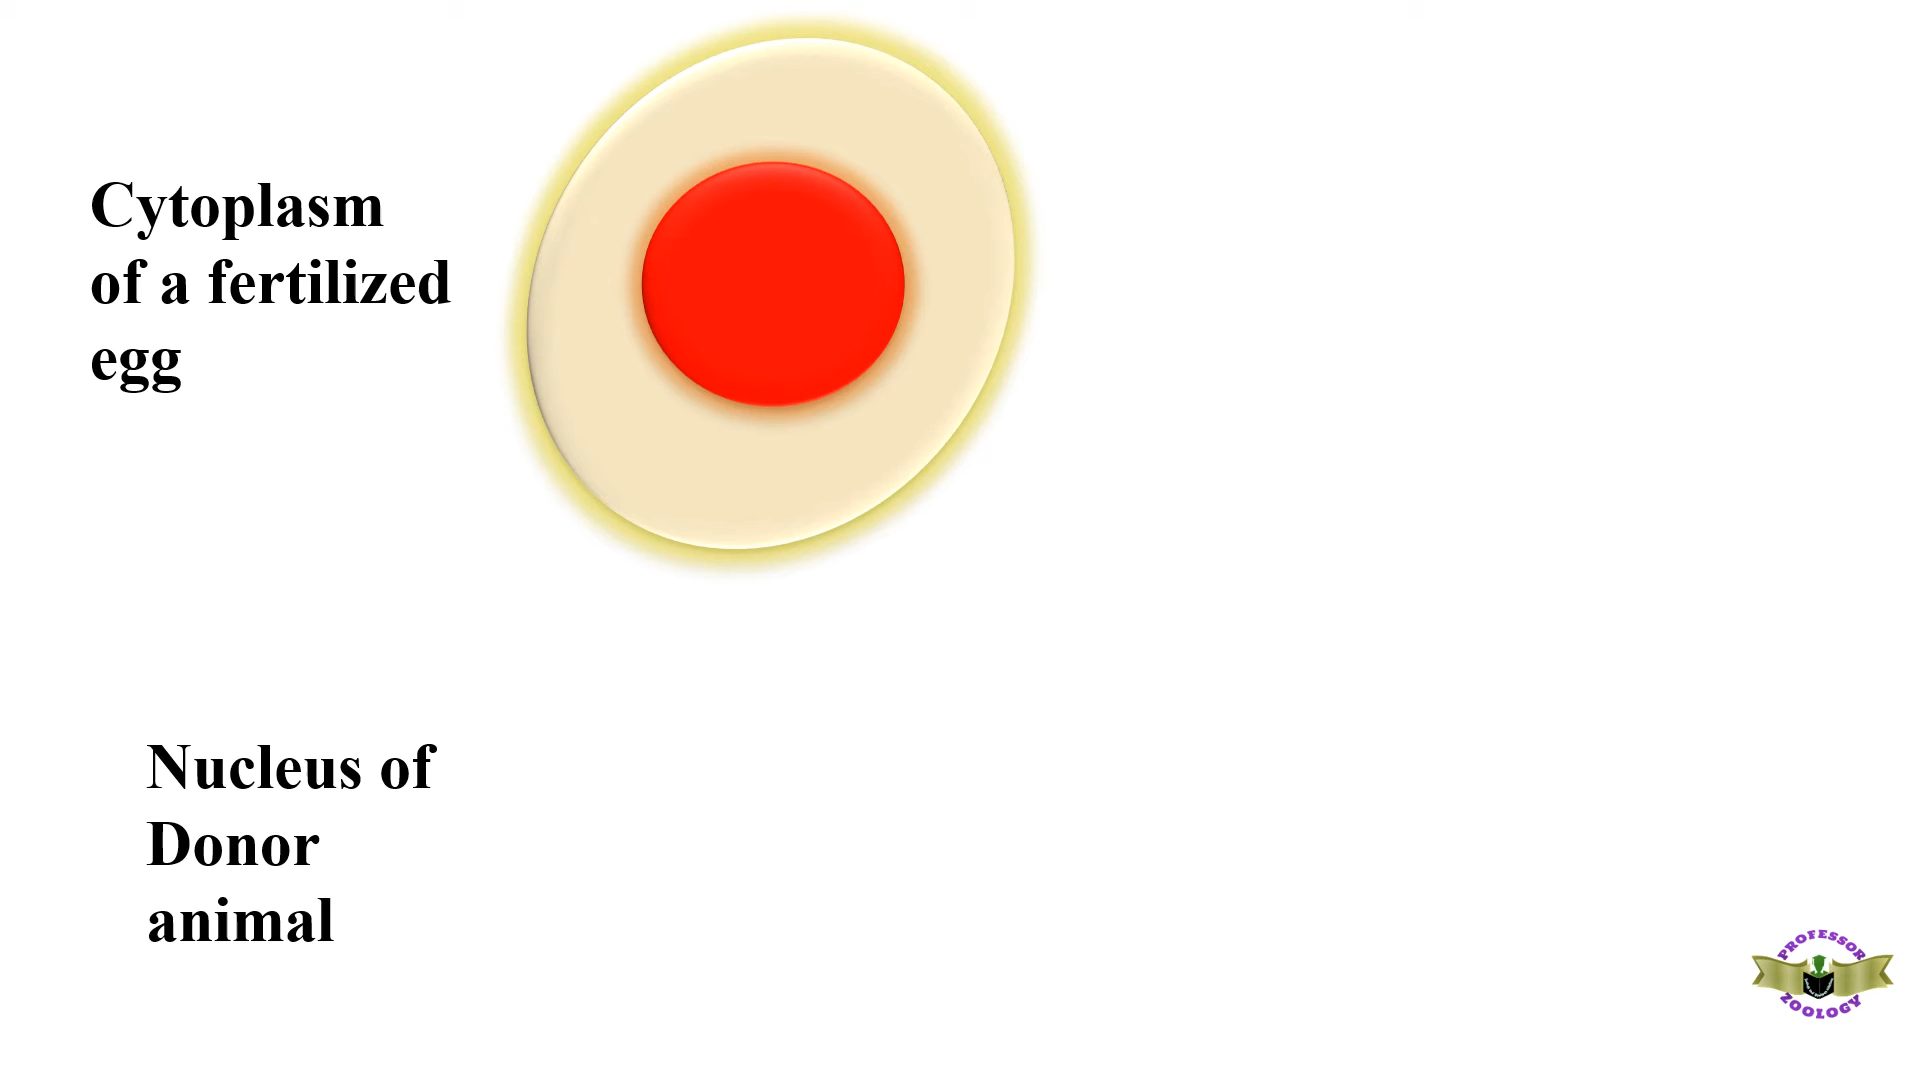 Cytoplasm
of a fertilized
egg
Nucleus of
Donor
animal
PROFESSOR
ZOOLOGY